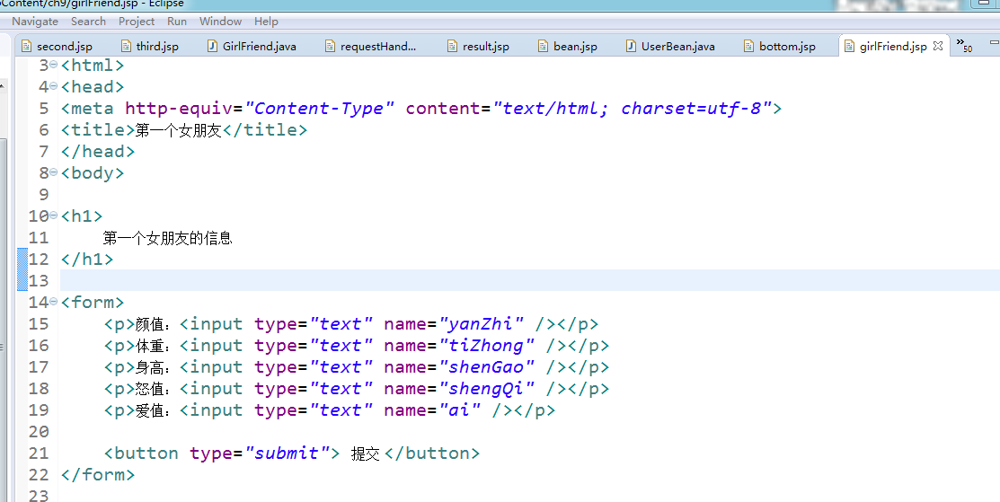 oContent/ch9/girlFriend.jsp - Eclipse
Navigate Search Project Run Window Help
second.jsp third.jsp GirlFriend.java requestHand... result.jsp bean.jsp UserBean.java bottom.jsp girlFriend.jsp »50
3 <html>
4 <head>
5 <meta http-equiv="Content-Type" content="text/html; charset=utf-8">
6 <title>第一个女朋友</title>
7 </head>
8 <body>
9
10 <h1>
11 第一个女朋友的信息
12 </h1>
13
14 <form>
15 <p>颜值：<input type="text" name="yanZhi" /></p>
16 <p>体重：<input type="text" name="tiZhong" /></p>
17 <p>身高：<input type="text" name="shenGao" /></p>
18 <p>怒值：<input type="text" name="shengQi" /></p>
19 <p>爱值：<input type="text" name="ai" /></p>
20
21 <button type="submit"> 提交 </button>
22 </form>
23